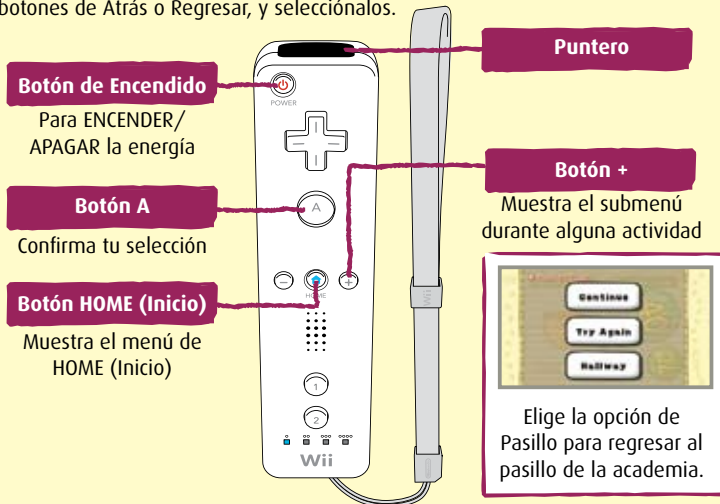 botones de Atrás o Regresar, y selecciónalos.
Puntero
Botón de Encendido
Para ENCENDER/
APAGAR la energía
POWER
Botón +
Muestra el submenú
durante alguna actividad
Botón A
Confirma tu selección
A
Botón HOME (Inicio)
Muestra el menú de
HOME (Inicio)
HOME
1
2
Wii
Wii
Continue
Try Again
Hallway
Elige la opción de
Pasillo para regresar al
pasillo de la academia.